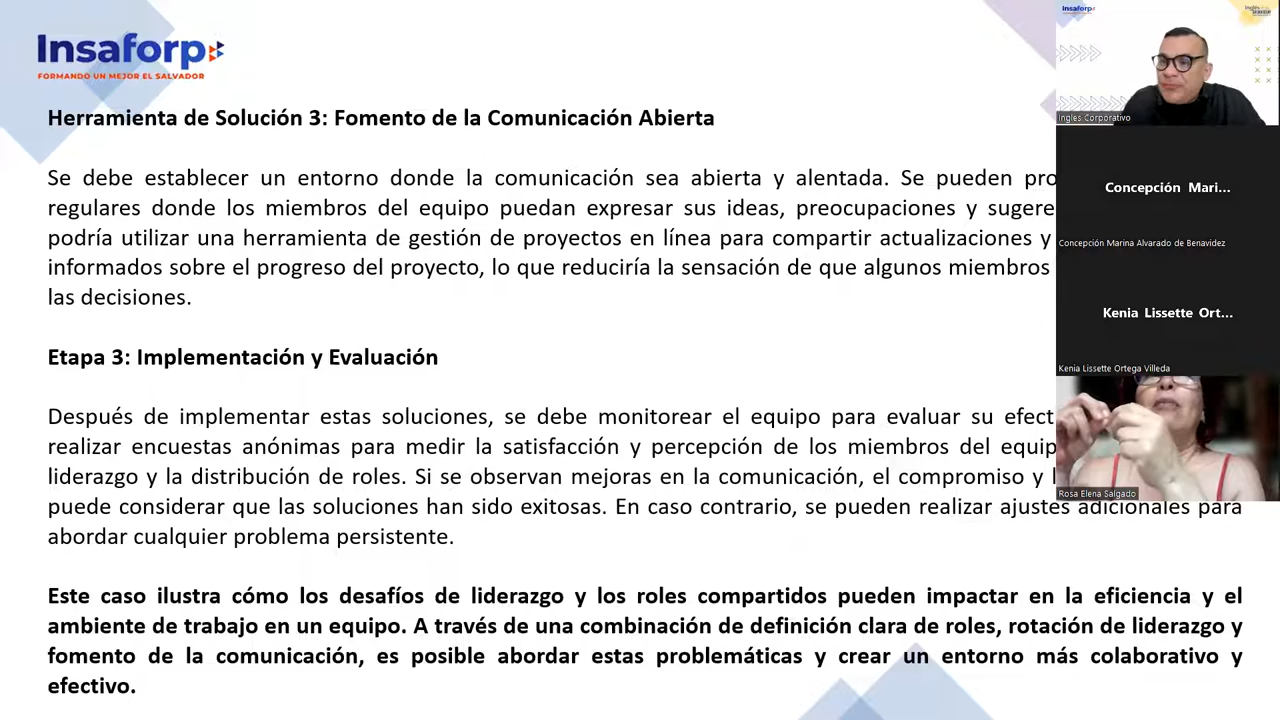 Insaforp
FORMANDO UN MEJOR EL SALVADOR
Herramienta de Solución 3: Fomento de la Comunicación Abierta
Se debe establecer un entorno donde la comunicación sea abierta y alentada. Se pueden pro
regulares donde los miembros del equipo puedan expresar sus ideas, preocupaciones y sugere
podría utilizar una herramienta de gestión de proyectos en línea para compartir actualizaciones y
informados sobre el progreso del proyecto, lo que reduciría la sensación de que algunos miembros
las decisiones.
Etapa 3: Implementación y Evaluación
Después de implementar estas soluciones, se debe monitorear el equipo para evaluar su efect
realizar encuestas anónimas para medir la satisfacción y percepción de los miembros del equip
liderazgo y la distribución de roles. Si se observan mejoras en la comunicación, el compromiso y l
puede considerar que las soluciones han sido exitosas. En caso contrario, se pueden realizar ajustes adicionales para
abordar cualquier problema persistente.
Este caso ilustra cómo los desafíos de liderazgo y los roles compartidos pueden impactar en la eficiencia y el
ambiente de trabajo en un equipo. A través de una combinación de definición clara de roles, rotación de liderazgo y
fomento de la comunicación, es posible abordar estas problemáticas y crear un entorno más colaborativo y
efectivo.
Insaforp
Ingles Corporativo
Concepción Mari...
Concepción Marina Alvarado de Benavidez
Kenia Lissette Ort...
Kenia Lissette Ortega Villeda
Rosa Elena Salgado